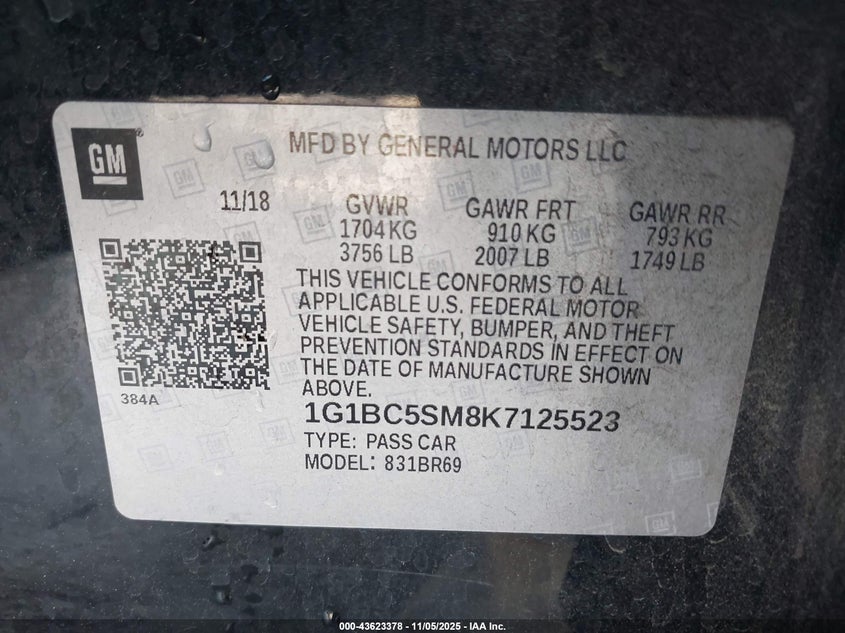 GM
MFD BY GENERAL MOTORS LLC
11/18
GVWR GAWR FRT GAWR RR
1704 KG 910 KG 793 KG
3756 LB 2007 LB 1749 LB
THIS VEHICLE CONFORMS TO ALL
APPLICABLE U.S. FEDERAL MOTOR
VEHICLE SAFETY, BUMPER, AND THEFT
PREVENTION STANDARDS IN EFFECT ON
THE DATE OF MANUFACTURE SHOWN
ABOVE.
384A
1G1BC5SM8K7125523
TYPE: PASS CAR
MODEL: 831BR69
000-43623378 - 11/05/2025 - IAA Inc.